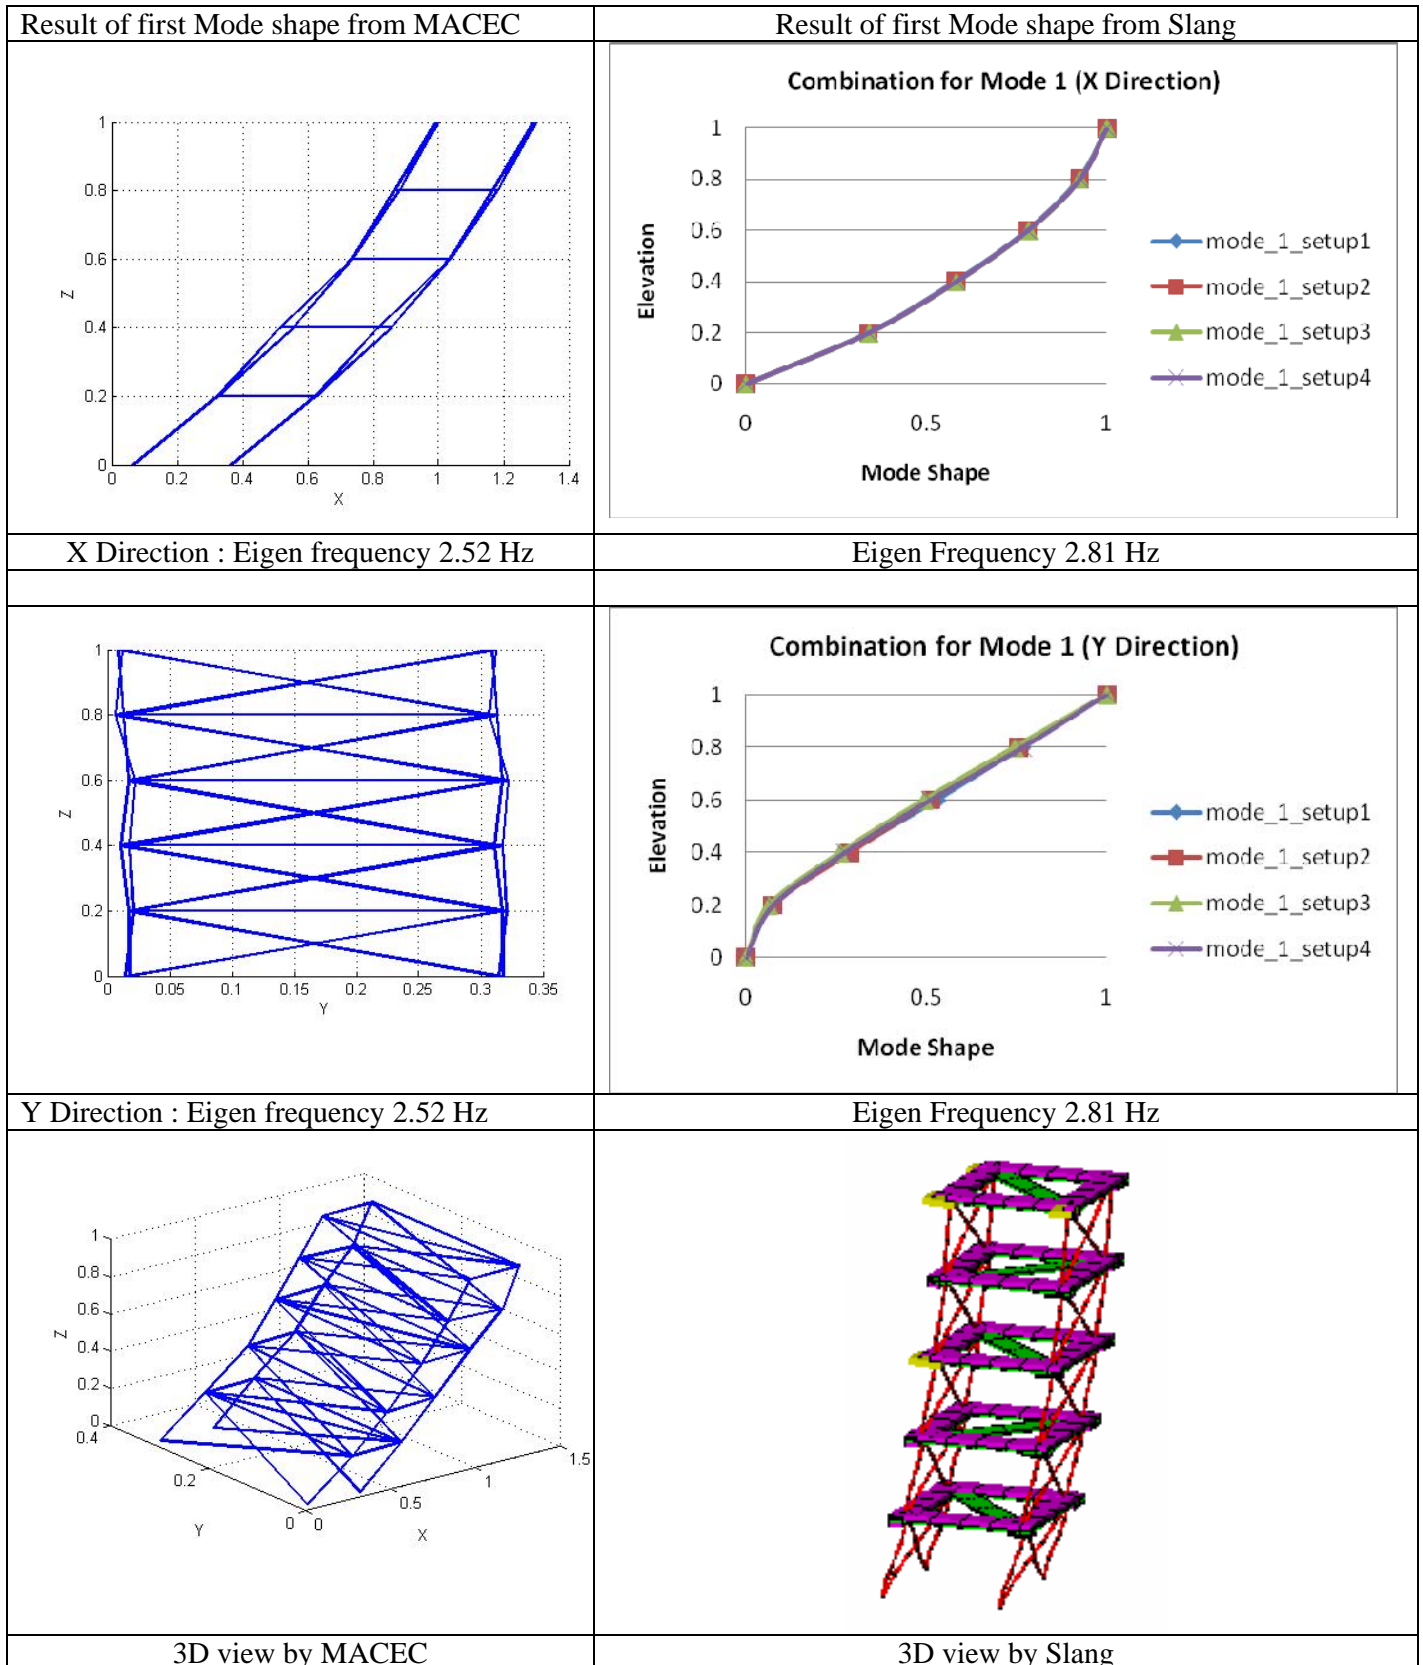 Result of first Mode shape from MACEC
Result of first Mode shape from Slang
1
0.8
0.6
0.4
0.2
0
Z
0 0.2 0.4 0.6 0.8 1 1.2 1.4
X
Combination for Mode 1 (X Direction)
1
0.8
0.6
0.4
0.2
0
Elevation
0 0.5 1
Mode Shape
mode_1_setup1
mode_1_setup2
mode_1_setup3
mode_1_setup4
X Direction : Eigen frequency 2.52 Hz
Eigen Frequency 2.81 Hz
1
0.8
0.6
0.4
0.2
0
Z
0 0.05 0.1 0.15 0.2 0.25 0.3 0.35
Y
Combination for Mode 1 (Y Direction)
1
0.8
0.6
0.4
0.2
0
Elevation
0 0.5 1
Mode Shape
mode_1_setup1
mode_1_setup2
mode_1_setup3
mode_1_setup4
Y Direction : Eigen frequency 2.52 Hz
Eigen Frequency 2.81 Hz
1
0.8
0.6
0.4
0.2
0
Z
0.4
0.2
0
Y
0
0.5
1
1.5
X
3D view by MACEC
3D view by Slang